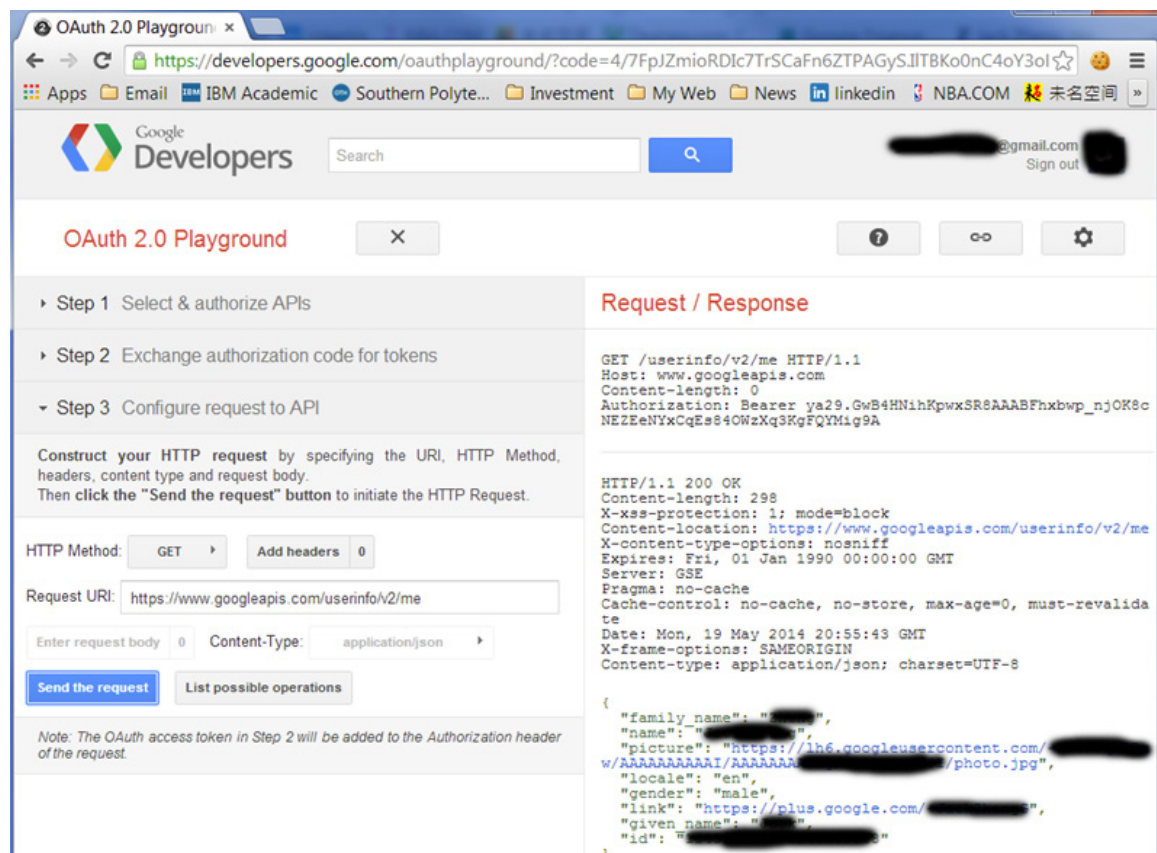 OAuth 2.0 Playgroun
https://developers.google.com/oauthplayground/?code=4/7FpJZmioRDIc7TrSCaFn6ZTPAGyS.IlTBKo0nC4oY3oI
Apps Email IBM Academic Southern Polyte... Investment My Web News linkedin NBA.COM 未名空间 »
Google
Developers
Search
@gmail.com
Sign out
OAuth 2.0 Playground
Step 1 Select & authorize APIs
Step 2 Exchange authorization code for tokens
Step 3 Configure request to API
Construct your HTTP request by specifying the URI, HTTP Method,
headers, content type and request body.
Then click the "Send the request" button to initiate the HTTP Request.
HTTP Method: GET Add headers 0
Request URI: https://www.googleapis.com/userinfo/v2/me
Enter request body 0 Content-Type: application/json
Send the request List possible operations
Note: The OAuth access token in Step 2 will be added to the Authorization header
of the request.
Request / Response
GET /userinfo/v2/me HTTP/1.1
Host: www.googleapis.com
Content-length: 0
Authorization: Bearer ya29.GwB4HNihKpwxSR8AAABFhxbwp_njOK8c
NEZEeNYxCqEs84OWzXq3KgFQYMig9A
HTTP/1.1 200 OK
Content-length: 298
X-xss-protection: 1; mode=block
Content-location: https://www.googleapis.com/userinfo/v2/me
X-content-type-options: nosniff
Expires: Fri, 01 Jan 1990 00:00:00 GMT
Server: GSE
Pragma: no-cache
Cache-control: no-cache, no-store, max-age=0, must-revalida
te
Date: Mon, 19 May 2014 20:55:43 GMT
X-frame-options: SAMEORIGIN
Content-type: application/json; charset=UTF-8
{
"family_name": "",
"name": "
"picture": "https://lh6.googleusercontent.com/
w/AAAAAAAAAAI/AAAAAAA /photo.jpg",
"locale": "en",
"gender": "male",
"link": "https://plus.google.com/ ",
"given_name": " ",
"id": " "